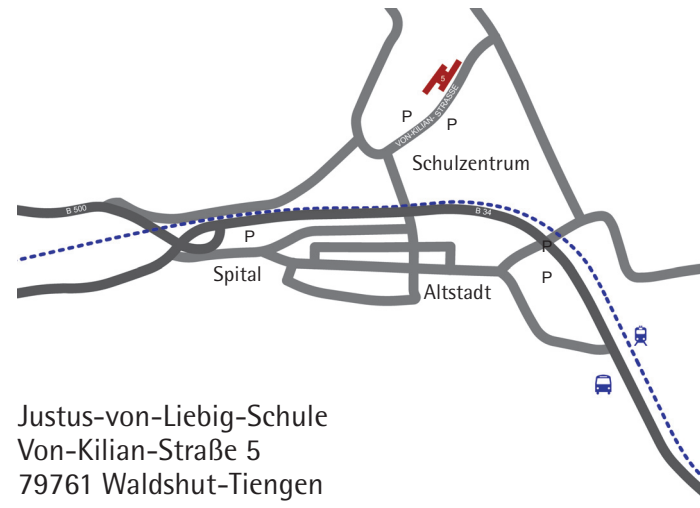 5
P
VON-KILIAN- STRASSE
P
Schulzentrum
B 500
B 34
P
P
Spital
P
Altstadt
Justus-von-Liebig-Schule
Von-Kilian-Straße 5
79761 Waldshut-Tiengen